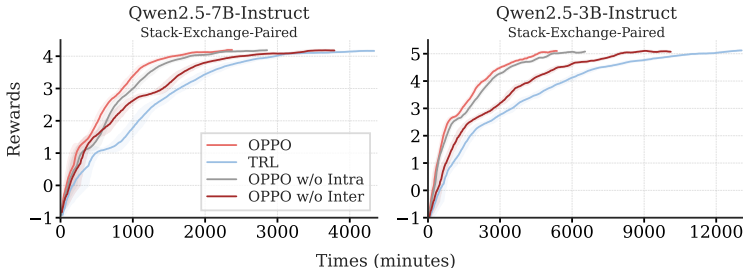 Qwen2.5-7B-Instruct
Stack-Exchange-Paired
Rewards
4
3
2
1
0
−1
0
1000
2000
3000
4000
OPPO
TRL
OPPO w/o Intra
OPPO w/o Inter
Qwen2.5-3B-Instruct
Stack-Exchange-Paired
5
4
3
2
1
0
−1
0
3000
6000
9000
12000
Times (minutes)